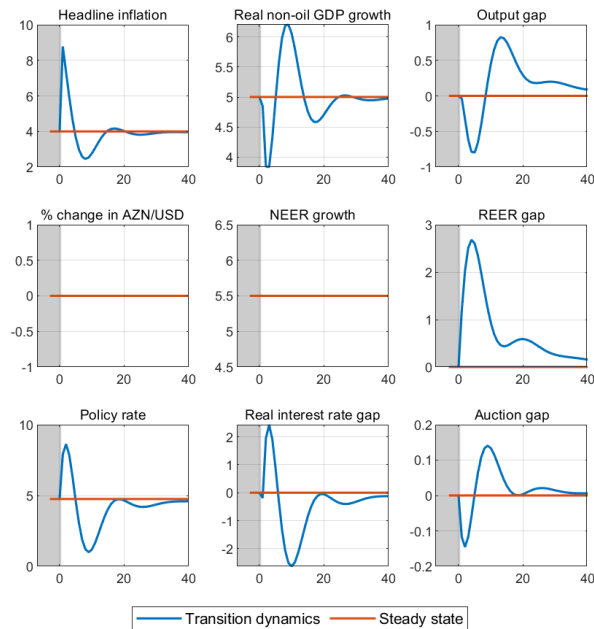 Headline inflation
10
8
6
4
2
0 20 40
Real non-oil GDP growth
6
5.5
5
4.5
4
0 20 40
Output gap
1
0.5
0
-0.5
-1
0 20 40
% change in AZN/USD
1
0.5
0
-0.5
-1
0 20 40
NEER growth
6.5
6
5.5
5
4.5
0 20 40
REER gap
3
2
1
0
0 20 40
Policy rate
10
5
0
0 20 40
Real interest rate gap
2
1
0
-1
-2
0 20 40
Auction gap
0.2
0.1
0
-0.1
-0.2
0 20 40
Transition dynamics Steady state